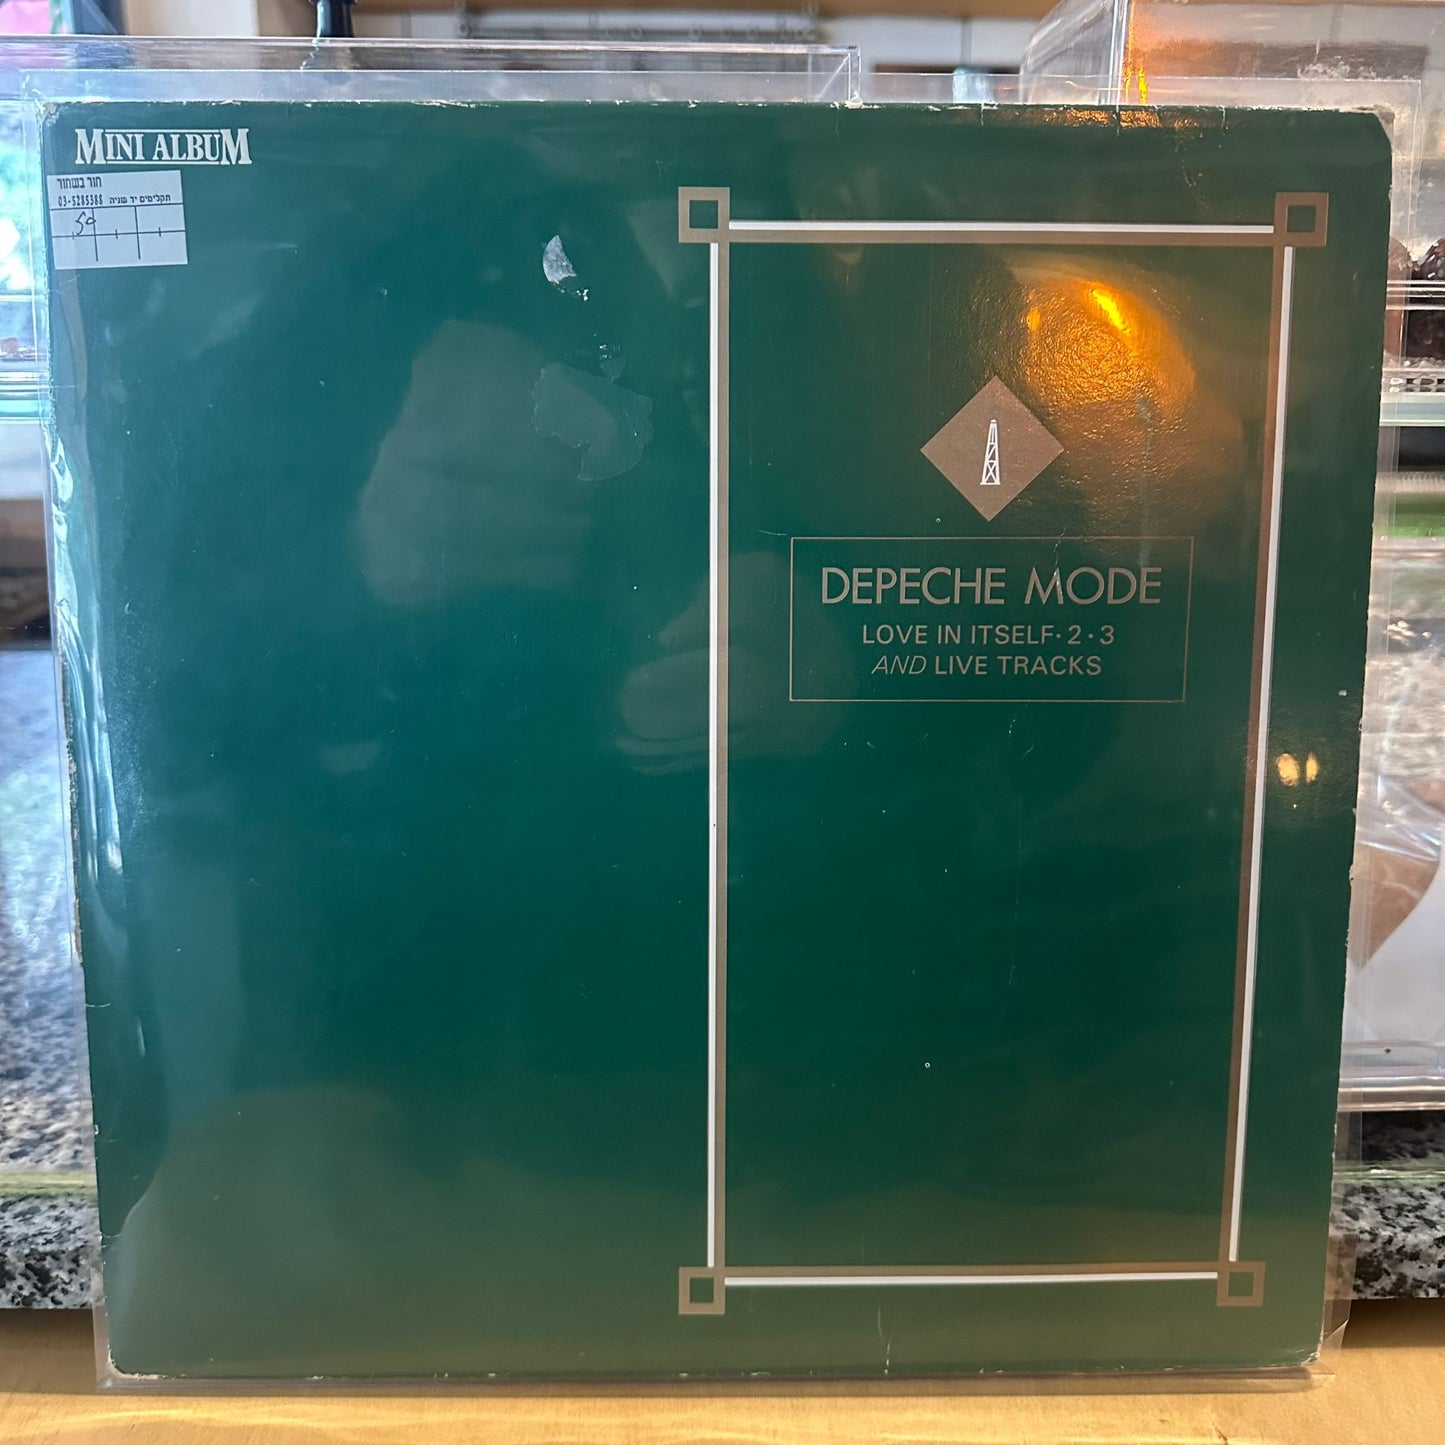 MINI ALBUM
חור בשחור
תקליטים יד שניה 03-5285388
50
DEPECHE MODE
LOVE IN ITSELF·2·3
AND LIVE TRACKS